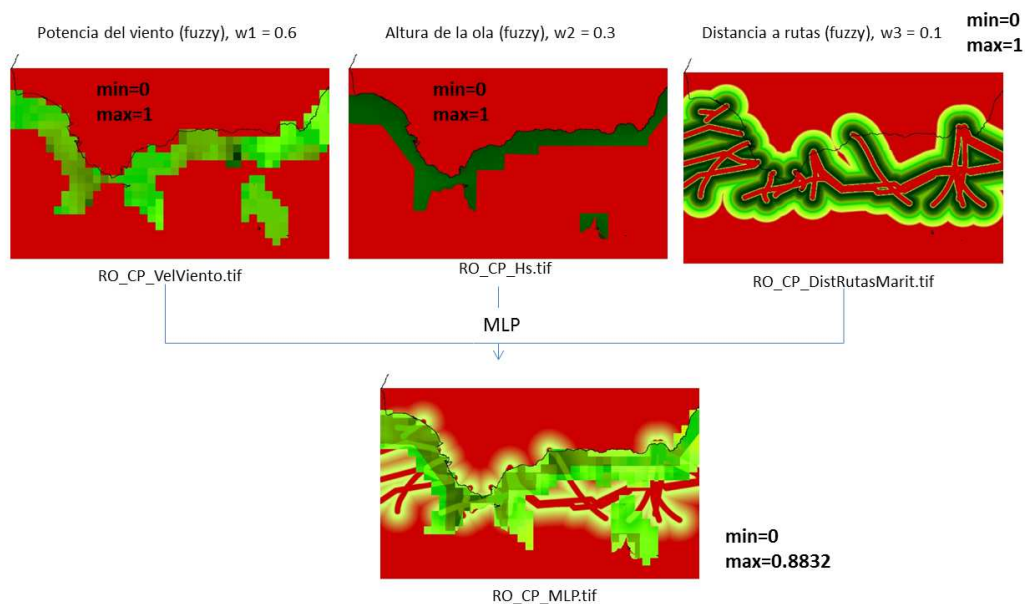 Potencia del viento (fuzzy), w1 = 0.6
Altura de la ola (fuzzy), w2 = 0.3
Distancia a rutas (fuzzy), w3 = 0.1
min=0
max=1
min=0
max=1
min=0
max=1
RO_CP_VelViento.tif
RO_CP_Hs.tif
RO_CP_DistRutasMarit.tif
MLP
min=0
max=0.8832
RO_CP_MLP.tif